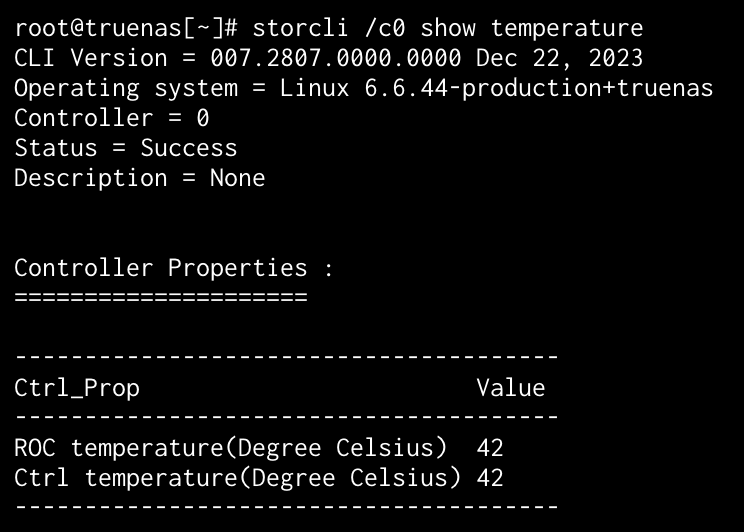 root@truenas[~]# storcli /c0 show temperature
CLI Version = 007.2807.0000.0000 Dec 22, 2023
Operating system = Linux 6.6.44-production+truenas
Controller = 0
Status = Success
Description = None
Controller Properties :
=====================
---------------------------------------
Ctrl_Prop                        Value
---------------------------------------
ROC temperature(Degree Celsius)  42
Ctrl temperature(Degree Celsius) 42
---------------------------------------